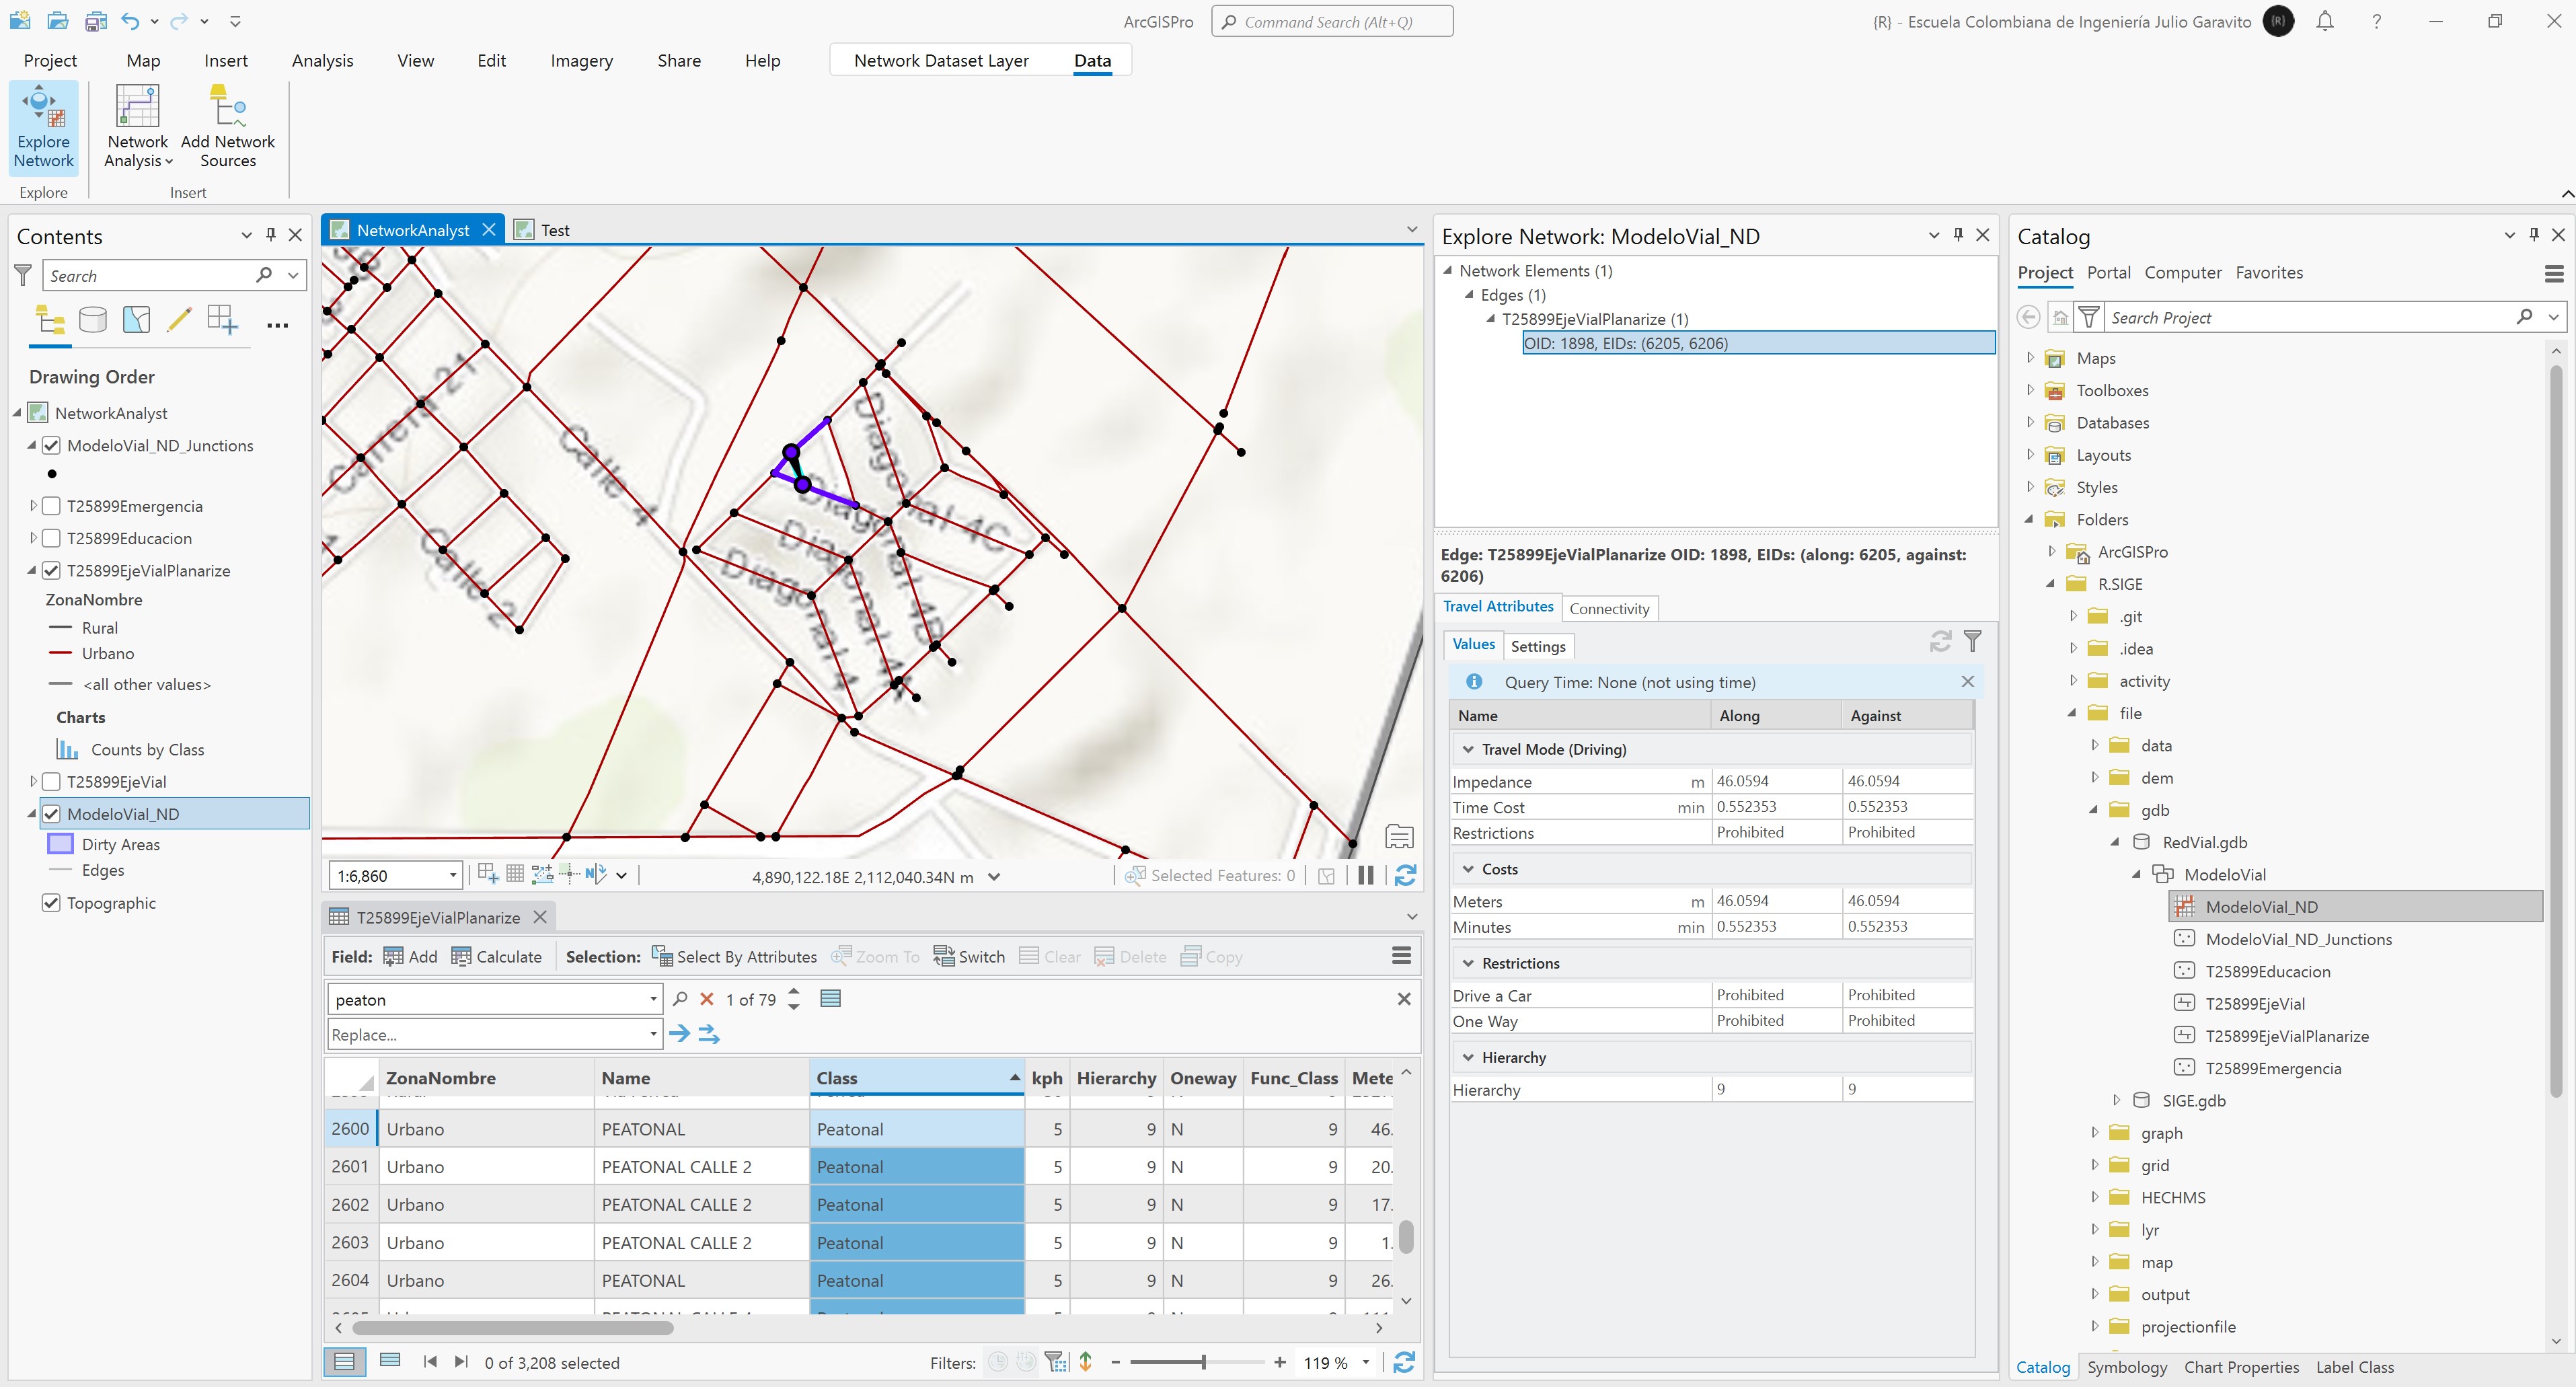 ArcGISPro
Command Search (Alt+Q)
{R} - Escuela Colombiana de Ingeniería Julio Garavito
{R}
?
Project
Map
Insert
Analysis
View
Edit
Imagery
Share
Help
Network Dataset Layer
Data
Explore Network
Network Analysis
Add Network Sources
Explore
Insert
Contents
Search
Drawing Order
NetworkAnalyst
ModeloVial_ND_Junctions
T25899Emergencia
T25899Educacion
T25899EjeVialPlanarize
ZonaNombre
Rural
Urbano
<all other values>
Charts
Counts by Class
T25899EjeVial
ModeloVial_ND
Dirty Areas
Edges
Topographic
NetworkAnalyst
Test
Calle 4
Calle 2
Diagonal 4C
1:6,860
4,890,122.18E 2,112,040.34N m
Selected Features: 0
T25899EjeVialPlanarize
Field:
Add
Calculate
Selection:
Select By Attributes
Zoom To
Switch
Clear
Delete
Copy
peaton
1 of 79
Replace...
ZonaNombre Name Class kph Hierarchy Oneway Func_Class Mete
2600 Urbano PEATONAL Peatonal 5 9 N 9 46.
2601 Urbano PEATONAL CALLE 2 Peatonal 5 9 N 9 20.
2602 Urbano PEATONAL CALLE 2 Peatonal 5 9 N 9 17.
2603 Urbano PEATONAL CALLE 2 Peatonal 5 9 N 9 1.
2604 Urbano PEATONAL Peatonal 5 9 N 9 26.
0 of 3,208 selected
Filters:
119 %
Explore Network: ModeloVial_ND
Network Elements (1)
Edges (1)
T25899EjeVialPlanarize (1)
OID: 1898, EIDs: (6205, 6206)
Edge: T25899EjeVialPlanarize OID: 1898, EIDs: (along: 6205, against:
6206)
Travel Attributes
Connectivity
Values
Settings
Query Time: None (not using time)
Name Along Against
Travel Mode (Driving)
Impedance m 46.0594 46.0594
Time Cost min 0.552353 0.552353
Restrictions Prohibited Prohibited
Costs
Meters m 46.0594 46.0594
Minutes min 0.552353 0.552353
Restrictions
Drive a Car Prohibited Prohibited
One Way Prohibited Prohibited
Hierarchy
Hierarchy 9 9
Catalog
Project
Portal
Computer
Favorites
Search Project
Maps
Toolboxes
Databases
Layouts
Styles
Folders
ArcGISPro
R.SIGE
.git
.idea
activity
file
data
dem
gdb
RedVial.gdb
ModeloVial
ModeloVial_ND
ModeloVial_ND_Junctions
T25899Educacion
T25899EjeVial
T25899EjeVialPlanarize
T25899Emergencia
SIGE.gdb
graph
grid
HECHMS
lyr
map
output
projectionfile
Catalog
Symbology
Chart Properties
Label Class